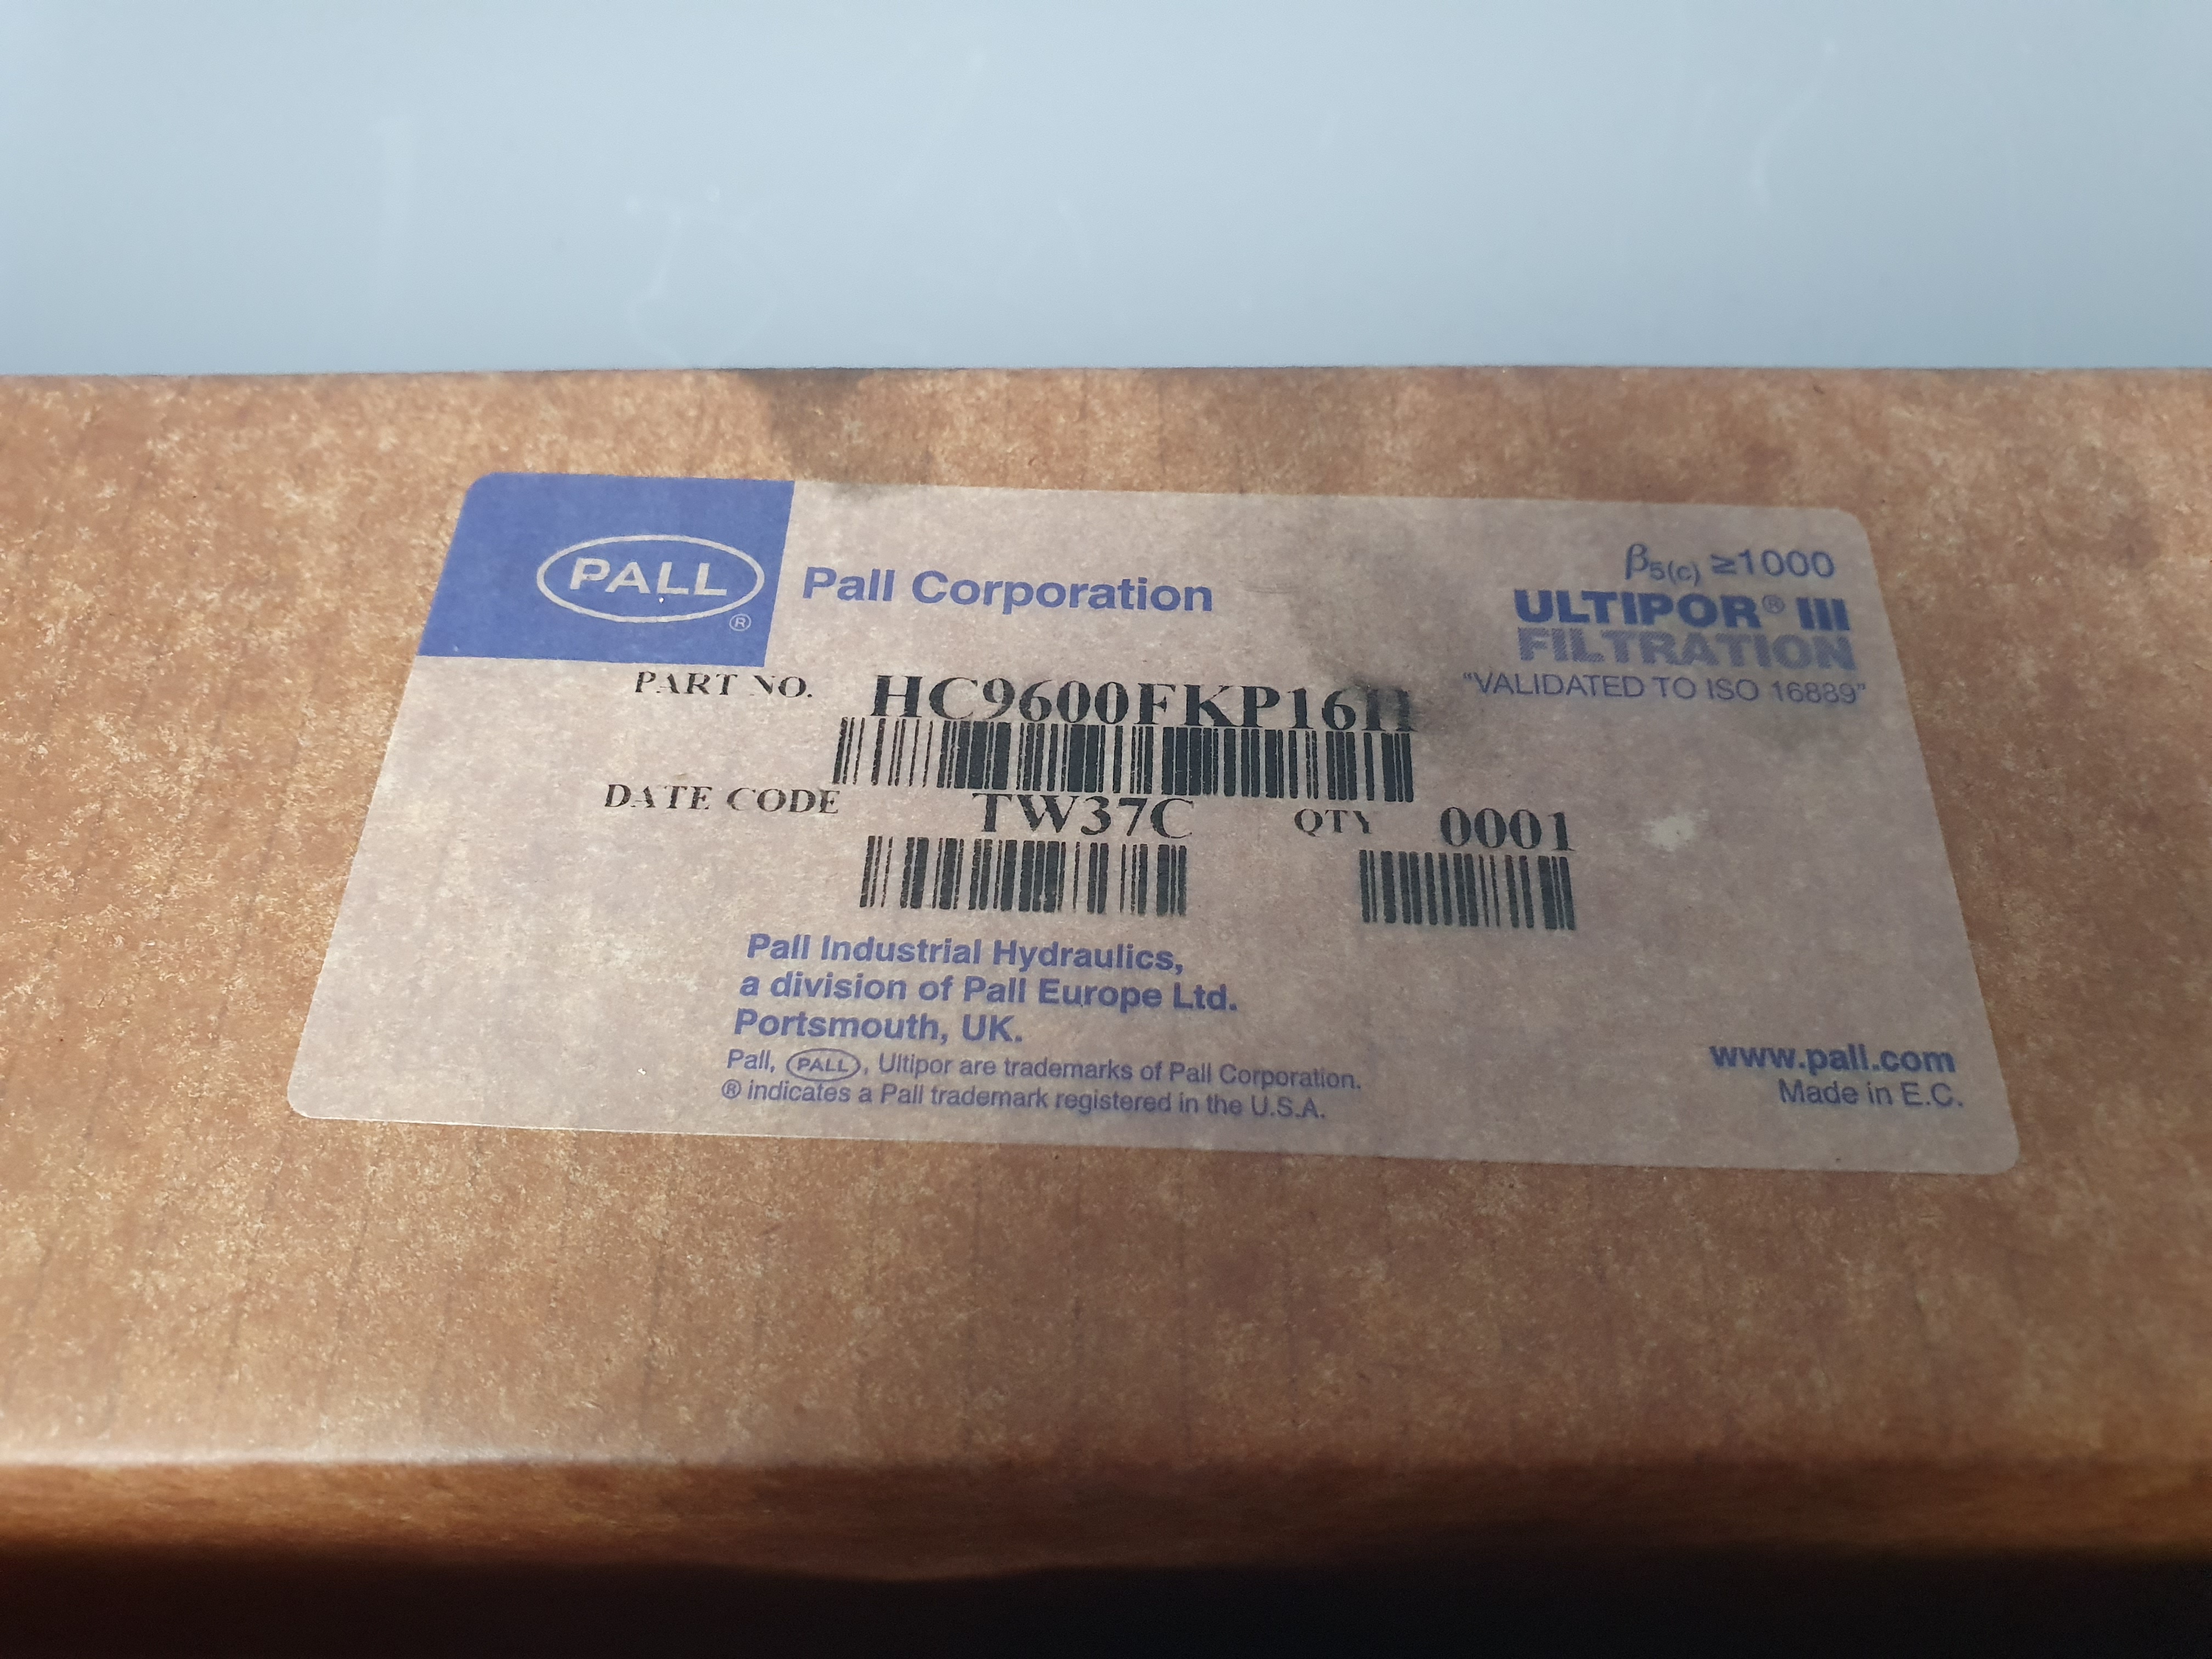 PALL
®
Pall Corporation
β5(c) ≥1000
ULTIPOR® III
FILTRATION
"VALIDATED TO ISO 16889"
PART NO. HC9600FKP16H
DATE CODE TW37C QTY 0001
Pall Industrial Hydraulics,
a division of Pall Europe Ltd.
Portsmouth, UK.
Pall, PALL, Ultipor are trademarks of Pall Corporation.
® indicates a Pall trademark registered in the U.S.A.
www.pall.com
Made in E.C.